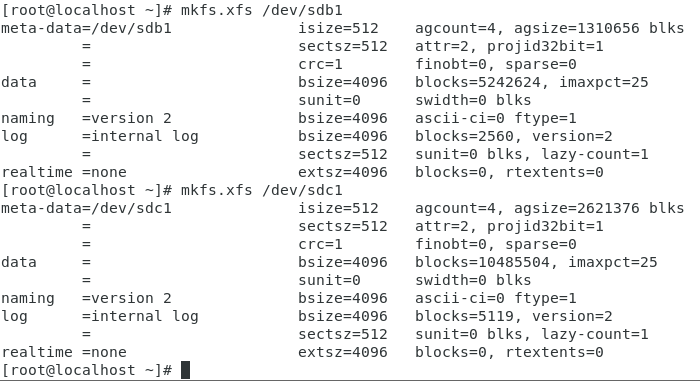 [root@localhost ~]# mkfs.xfs /dev/sdb1
meta-data=/dev/sdb1              isize=512    agcount=4, agsize=1310656 blks
         =                       sectsz=512   attr=2, projid32bit=1
         =                       crc=1        finobt=0, sparse=0
data     =                       bsize=4096   blocks=5242624, imaxpct=25
         =                       sunit=0      swidth=0 blks
naming   =version 2              bsize=4096   ascii-ci=0 ftype=1
log      =internal log           bsize=4096   blocks=2560, version=2
         =                       sectsz=512   sunit=0 blks, lazy-count=1
realtime =none                   extsz=4096   blocks=0, rtextents=0
[root@localhost ~]# mkfs.xfs /dev/sdc1
meta-data=/dev/sdc1              isize=512    agcount=4, agsize=2621376 blks
         =                       sectsz=512   attr=2, projid32bit=1
         =                       crc=1        finobt=0, sparse=0
data     =                       bsize=4096   blocks=10485504, imaxpct=25
         =                       sunit=0      swidth=0 blks
naming   =version 2              bsize=4096   ascii-ci=0 ftype=1
log      =internal log           bsize=4096   blocks=5119, version=2
         =                       sectsz=512   sunit=0 blks, lazy-count=1
realtime =none                   extsz=4096   blocks=0, rtextents=0
[root@localhost ~]#